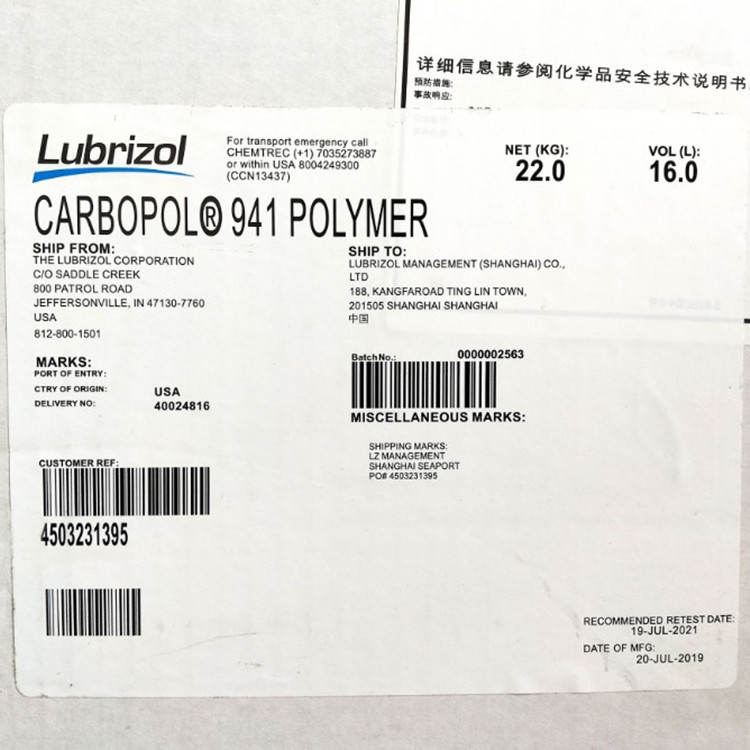 详细信息请参阅化学品安全技术说明书
预防措施:
事故响应:
Lubrizol
For transport emergency call
CHEMTREC (+1) 7035273887
or within USA 8004249300
(CCN13437)
NET (KG):
22.0
VOL (L):
16.0
CARBOPOL® 941 POLYMER
SHIP FROM:
THE LUBRIZOL CORPORATION
C/O SADDLE CREEK
800 PATROL ROAD
JEFFERSONVILLE, IN 47130-7760
USA
812-800-1501
SHIP TO:
LUBRIZOL MANAGEMENT (SHANGHAI) CO.,
LTD
188, KANGFAROAD TING LIN TOWN,
201505 SHANGHAI SHANGHAI
中国
MARKS:
PORT OF ENTRY:
CTRY OF ORIGIN: USA
DELIVERY NO: 40024816
Batch No.: 0000002563
MISCELLANEOUS MARKS:
SHIPPING MARKS:
LZ MANAGEMENT
SHANGHAI SEAPORT
PO# 4503231395
CUSTOMER REF:
4503231395
RECOMMENDED RETEST DATE:
19-JUL-2021
DATE OF MFG:
20-JUL-2019